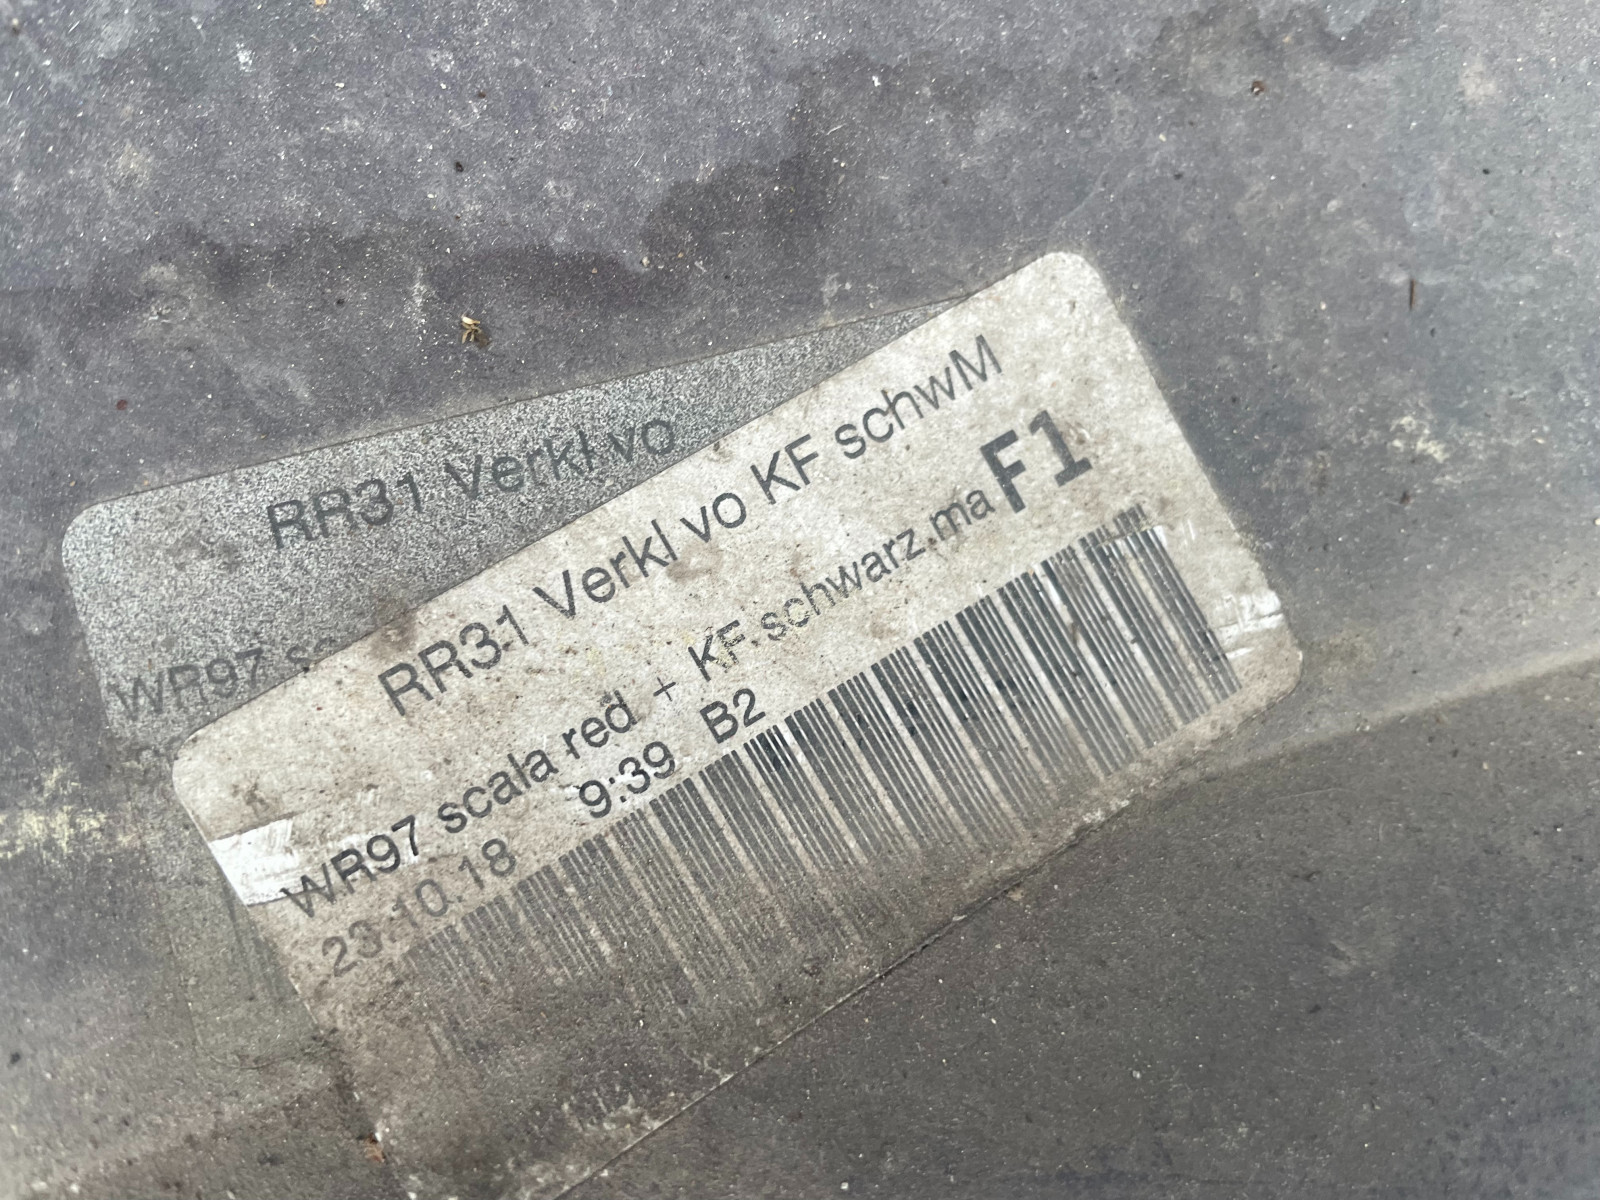 RR31 Verkl vo
WR97 sc
RR31 Verkl vo KF schwM
WR97 scala red + KF.schwarz.ma F1
23.10.18 9:39 B2